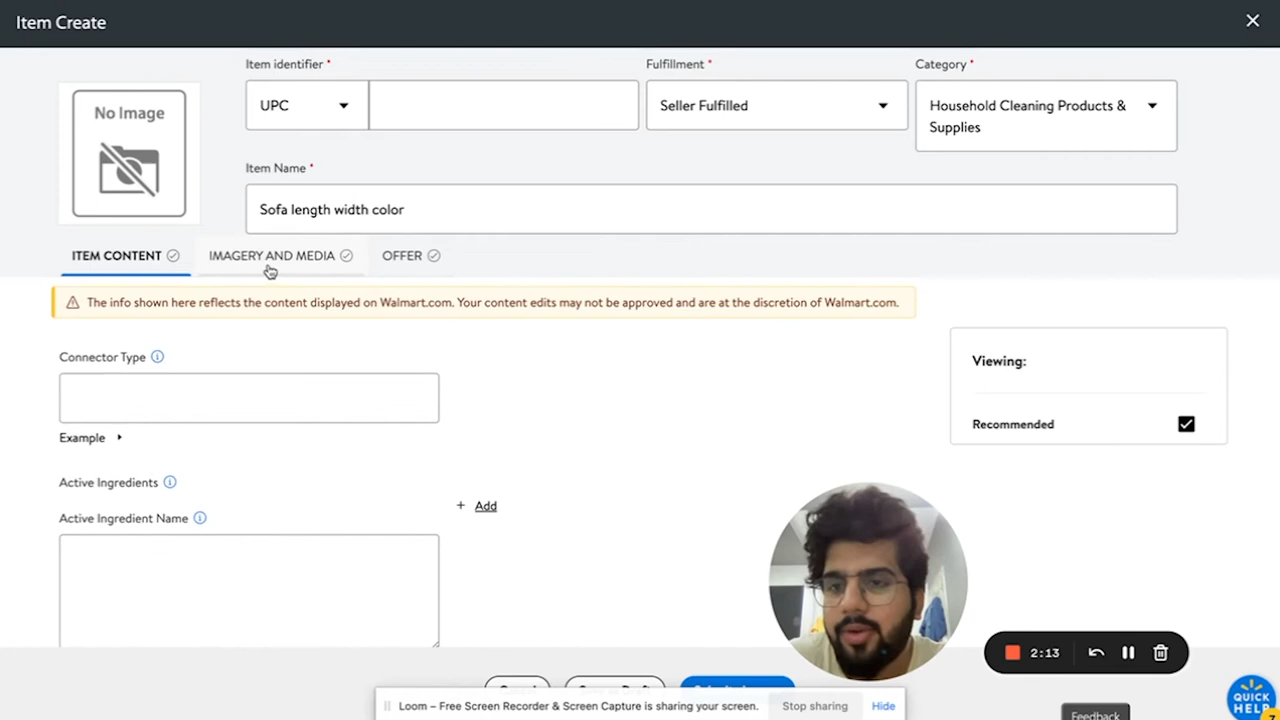 Item Create
Item identifier *
Fulfillment *
Category *
No Image
UPC
Seller Fulfilled
Household Cleaning Products &
Supplies
Item Name *
Sofa length width color
ITEM CONTENT
IMAGERY AND MEDIA
OFFER
The info shown here reflects the content displayed on Walmart.com. Your content edits may not be approved and are at the discretion of Walmart.com.
Connector Type
Viewing:
Recommended
Example
Active Ingredients
+ Add
Active Ingredient Name
2:13
Loom – Free Screen Recorder & Screen Capture is sharing your screen.
Stop sharing
Hide
QUICK
HELP
Feedback